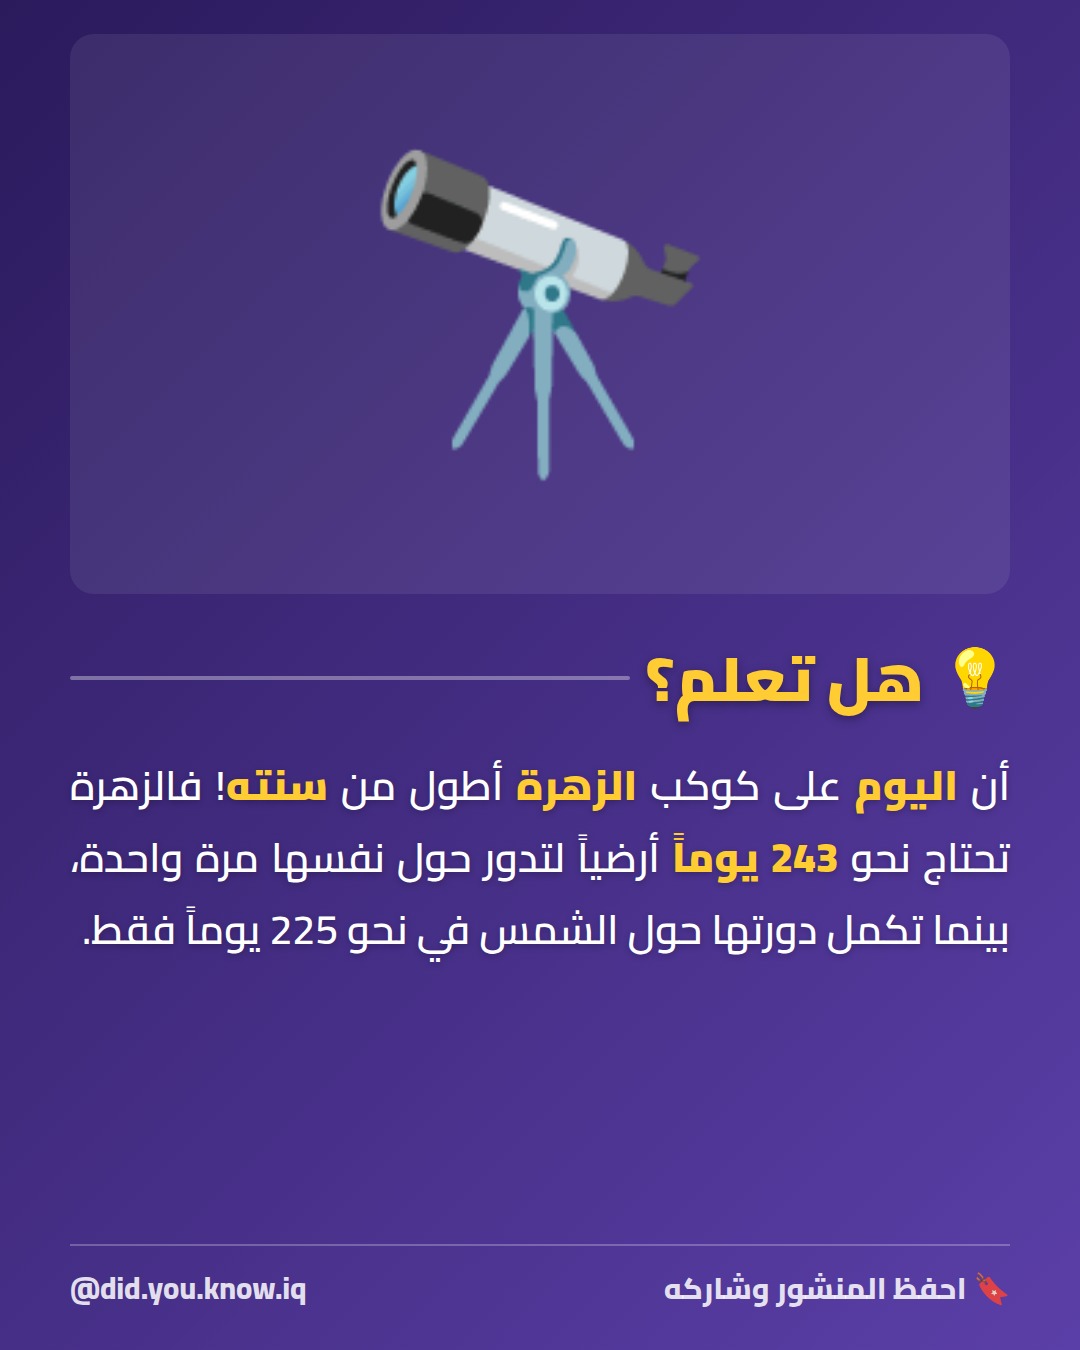 💡 هل تعلم؟
أن اليوم على كوكب الزهرة أطول من سنته! فالزهرة
تحتاج نحو 243 يوماً أرضياً لتدور حول نفسها مرة واحدة،
بينما تكمل دورتها حول الشمس في نحو 225 يوماً فقط.
🔖 احفظ المنشور وشاركه
@did.you.know.iq